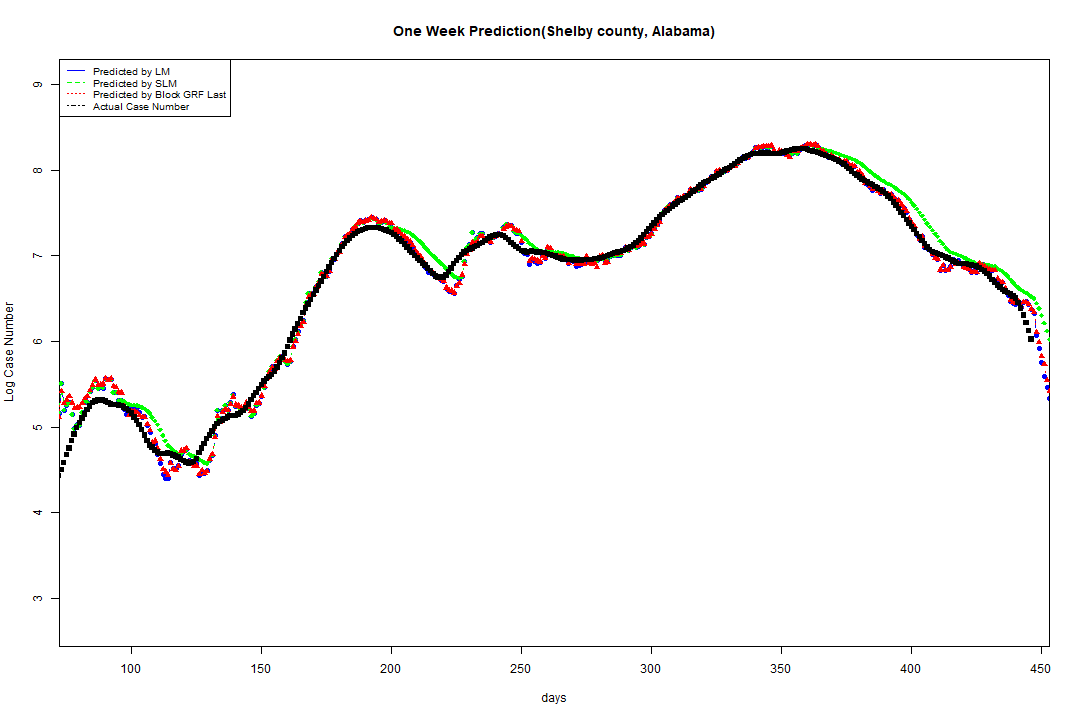 One Week Prediction(Shelby county, Alabama)
Predicted by LM
Predicted by SLM
Predicted by Block GRF Last
Actual Case Number
9
8
7
6
5
4
3
Log Case Number
100 150 200 250 300 350 400 450
days